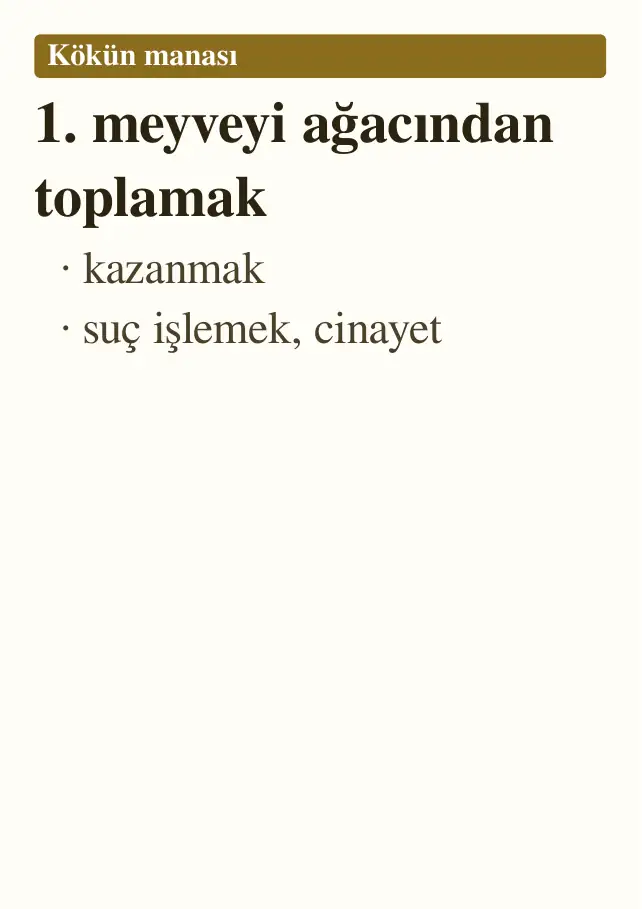 Kökün manası
1. meyveyi ağacından
toplamak
· kazanmak
· suç işlemek, cinayet